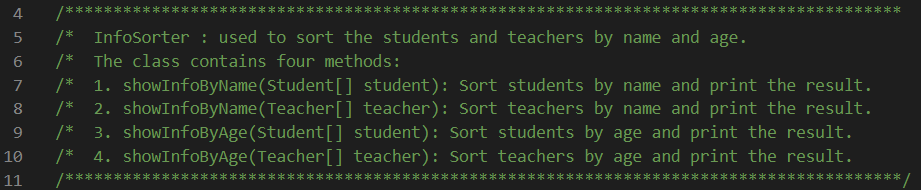 4 /**********************************************************************************
5 /* InfoSorter : used to sort the students and teachers by name and age.
6 /* The class contains four methods:
7 /* 1. showInfoByName(Student[] student): Sort students by name and print the result.
8 /* 2. showInfoByName(Teacher[] teacher): Sort teachers by name and print the result.
9 /* 3. showInfoByAge(Student[] student): Sort students by age and print the result.
10 /* 4. showInfoByAge(Teacher[] teacher): Sort teachers by age and print the result.
11 /**********************************************************************************/